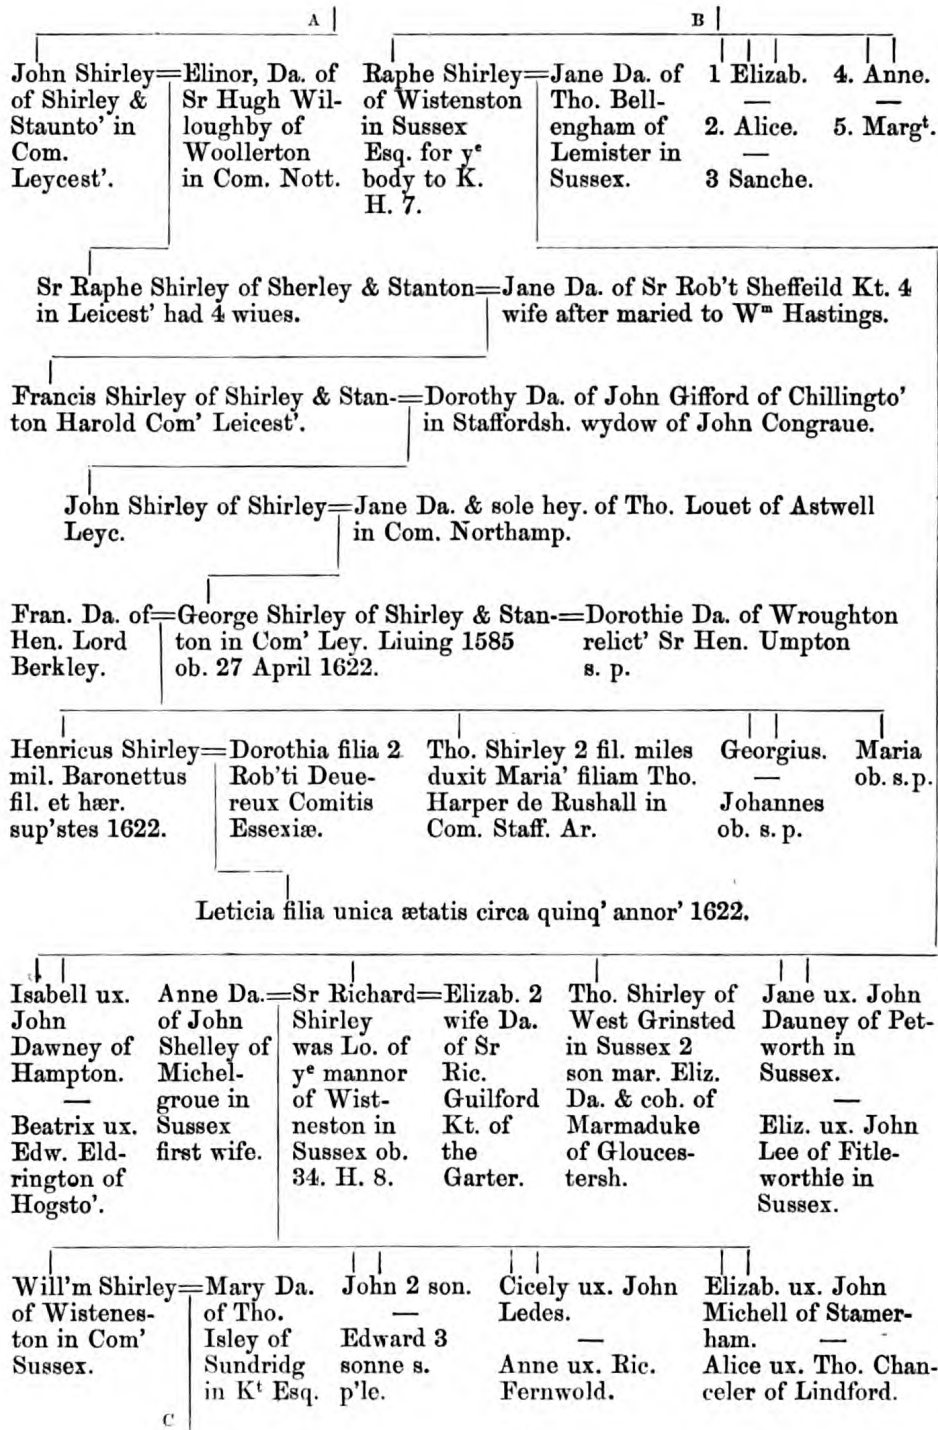 A B
John Shirley=Elinor, Da. of
of Shirley & Sr Hugh Wil-
Staunto' in loughby of
Com. Woollerton
Leycest'. in Com. Nott.
Raphe Shirley=Jane Da. of
of Wistenston Tho. Bell-
in Sussex engham of
Esq. for yᵉ Lemister in
body to K. Sussex.
H. 7.
1 Elizab. 4. Anne.
— —
2. Alice. 5. Margᵗ.
—
3 Sanche.
Sr Raphe Shirley of Sherley & Stanton=Jane Da. of Sr Rob't Sheffeild Kt. 4
in Leicest' had 4 wiues. wife after maried to Wᵐ Hastings.
Francis Shirley of Shirley & Stan-=Dorothy Da. of John Gifford of Chillingto'
ton Harold Com' Leicest'. in Staffordsh. wydow of John Congraue.
John Shirley of Shirley=Jane Da. & sole hey. of Tho. Louet of Astwell
Leyc. in Com. Northamp.
Fran. Da. of=George Shirley of Shirley & Stan-=Dorothie Da. of Wroughton
Hen. Lord ton in Com' Ley. Liuing 1585 relict' Sr Hen. Umpton
Berkley. ob. 27 April 1622. s. p.
Henricus Shirley=Dorothia filia 2
mil. Baronettus Rob'ti Deue-
fil. et hær. reux Comitis
sup'stes 1622. Essexiæ.
Tho. Shirley 2 fil. miles
duxit Maria' filiam Tho.
Harper de Rushall in
Com. Staff. Ar.
Georgius.
—
Johannes
ob. s. p.
Maria
ob. s. p.
Leticia filia unica ætatis circa quinq' annor' 1622.
Isabell ux.
John
Dawney of
Hampton.
—
Beatrix ux.
Edw. Eld-
rington of
Hogsto'.
Anne Da.=Sr Richard=Elizab. 2
of John Shirley wife Da.
Shelley of was Lo. of of Sr
Michel- yᵉ mannor Ric.
groue in of Wist- Guilford
Sussex neston in Kt. of
first wife. Sussex ob. the
34. H. 8. Garter.
Tho. Shirley of
West Grinsted
in Sussex 2
son mar. Eliz.
Da. & coh. of
Marmaduke
of Glouces-
tersh.
Jane ux. John
Dauney of Pet-
worth in
Sussex.
—
Eliz. ux. John
Lee of Fitle-
worthie in
Sussex.
Will'm Shirley=Mary Da.
of Wistenes- of Tho.
ton in Com' Isley of
Sussex. Sundridg
in Kᵗ Esq.
John 2 son.
—
Edward 3
sonne s.
p'le.
Cicely ux. John
Ledes.
—
Anne ux. Ric.
Fernwold.
Elizab. ux. John
Michell of Stamer-
ham. —
Alice ux. Tho. Chan-
celer of Lindford.
C